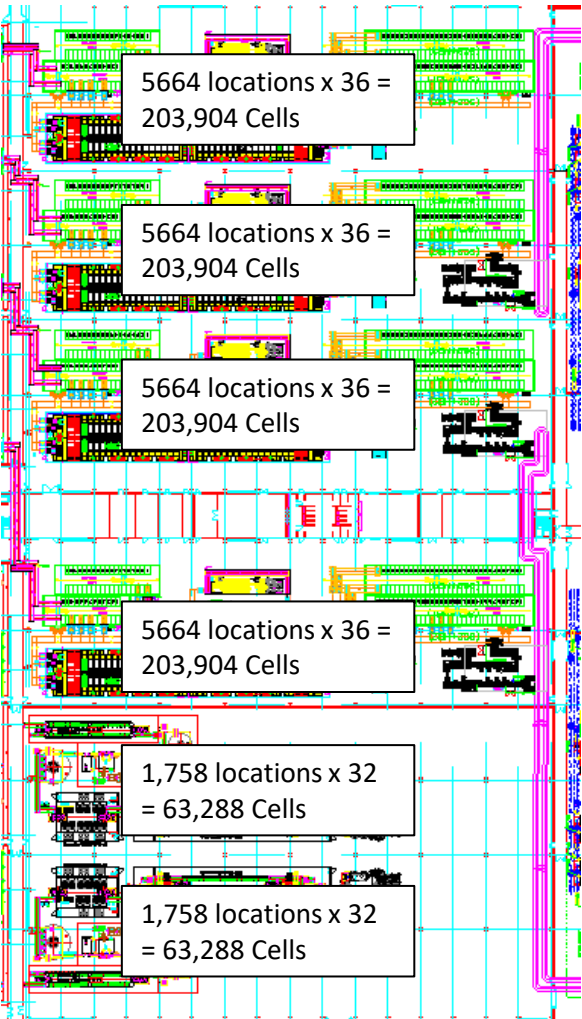 5664 locations x 36 =
203,904 Cells
5664 locations x 36 =
203,904 Cells
5664 locations x 36 =
203,904 Cells
5664 locations x 36 =
203,904 Cells
1,758 locations x 32
= 63,288 Cells
1,758 locations x 32
= 63,288 Cells